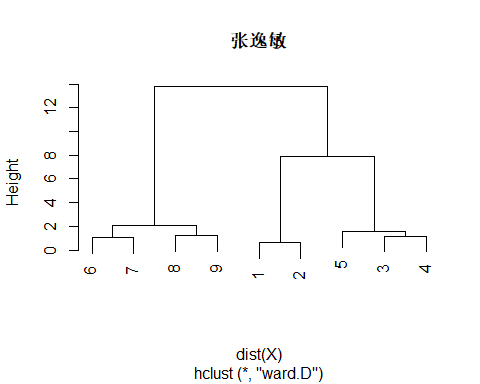 张逸敏
Height
12
8
6
4
2
0
6 7 8 9 1 2 5 3 4
dist(X)
hclust (*, "ward.D")